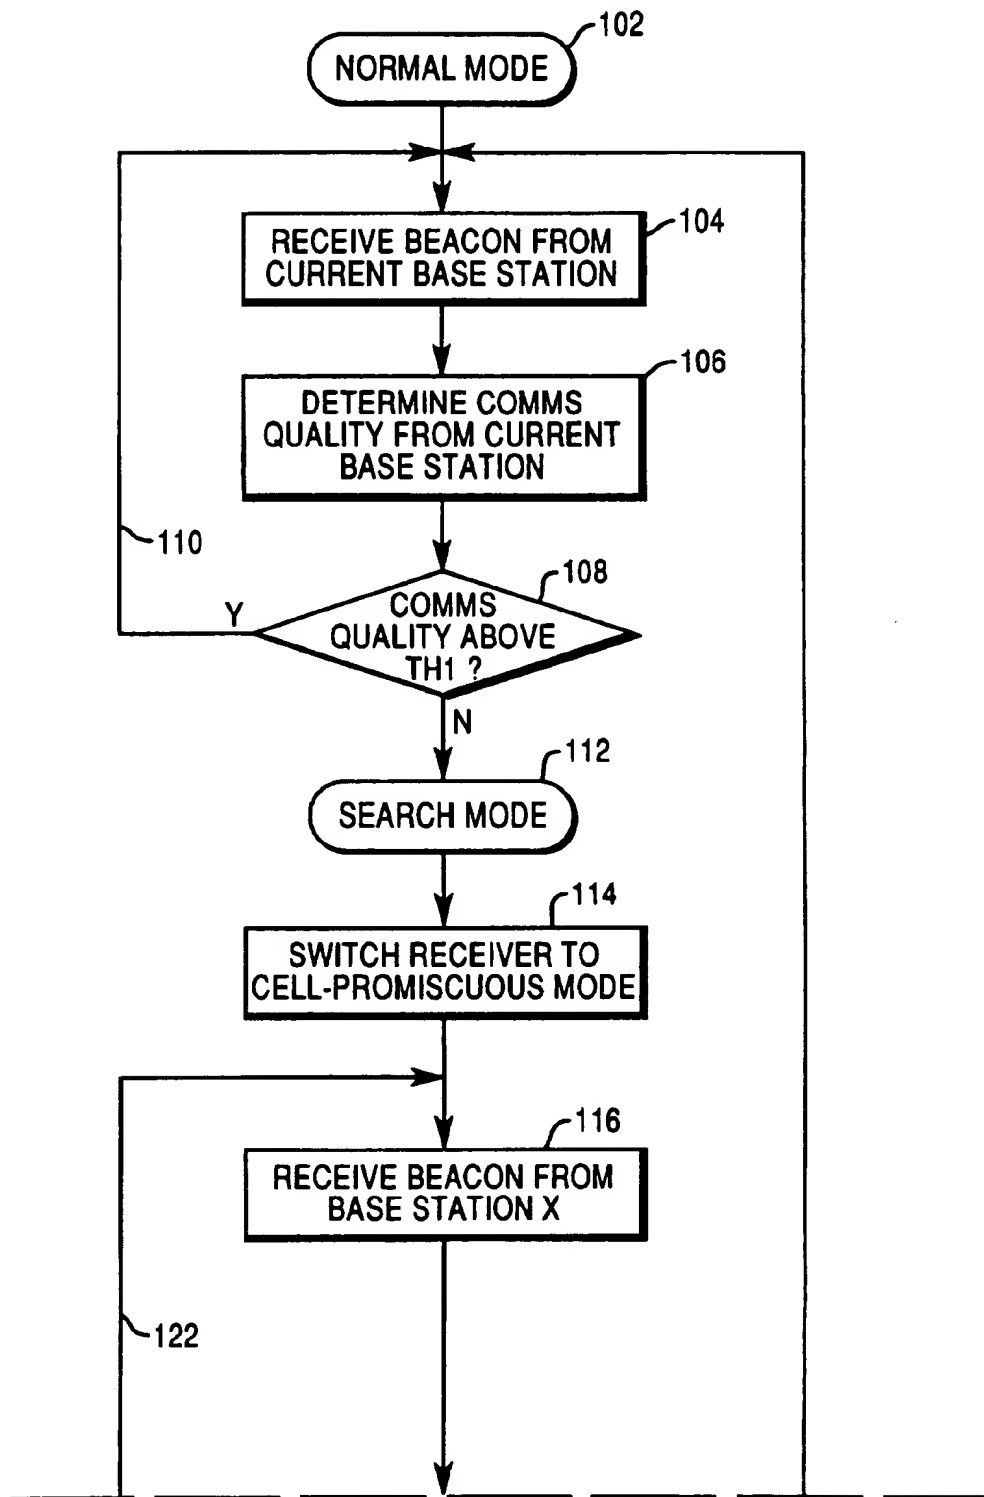 102
NORMAL MODE
104
RECEIVE BEACON FROM
CURRENT BASE STATION
106
DETERMINE COMMS
QUALITY FROM CURRENT
BASE STATION
110
108
Y
COMMS
QUALITY ABOVE
TH1 ?
N
112
SEARCH MODE
114
SWITCH RECEIVER TO
CELL-PROMISCUOUS MODE
116
RECEIVE BEACON FROM
BASE STATION X
122